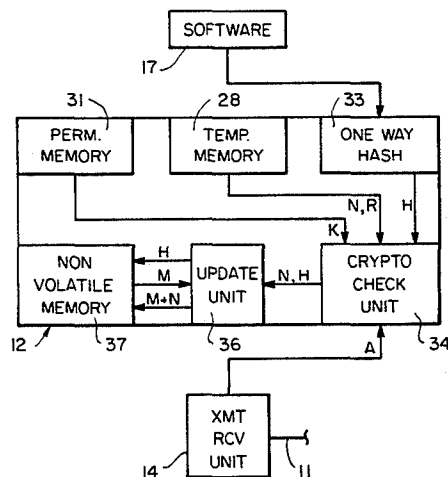 SOFTWARE
17
31
28
33
PERM.
MEMORY
TEMP.
MEMORY
ONE WAY
HASH
N,R
H
K
NON
VOLATILE
MEMORY
H
M
M+N
UPDATE
UNIT
N,H
CRYPTO
CHECK
UNIT
12
37
36
34
A
XMT
RCV
UNIT
14
11